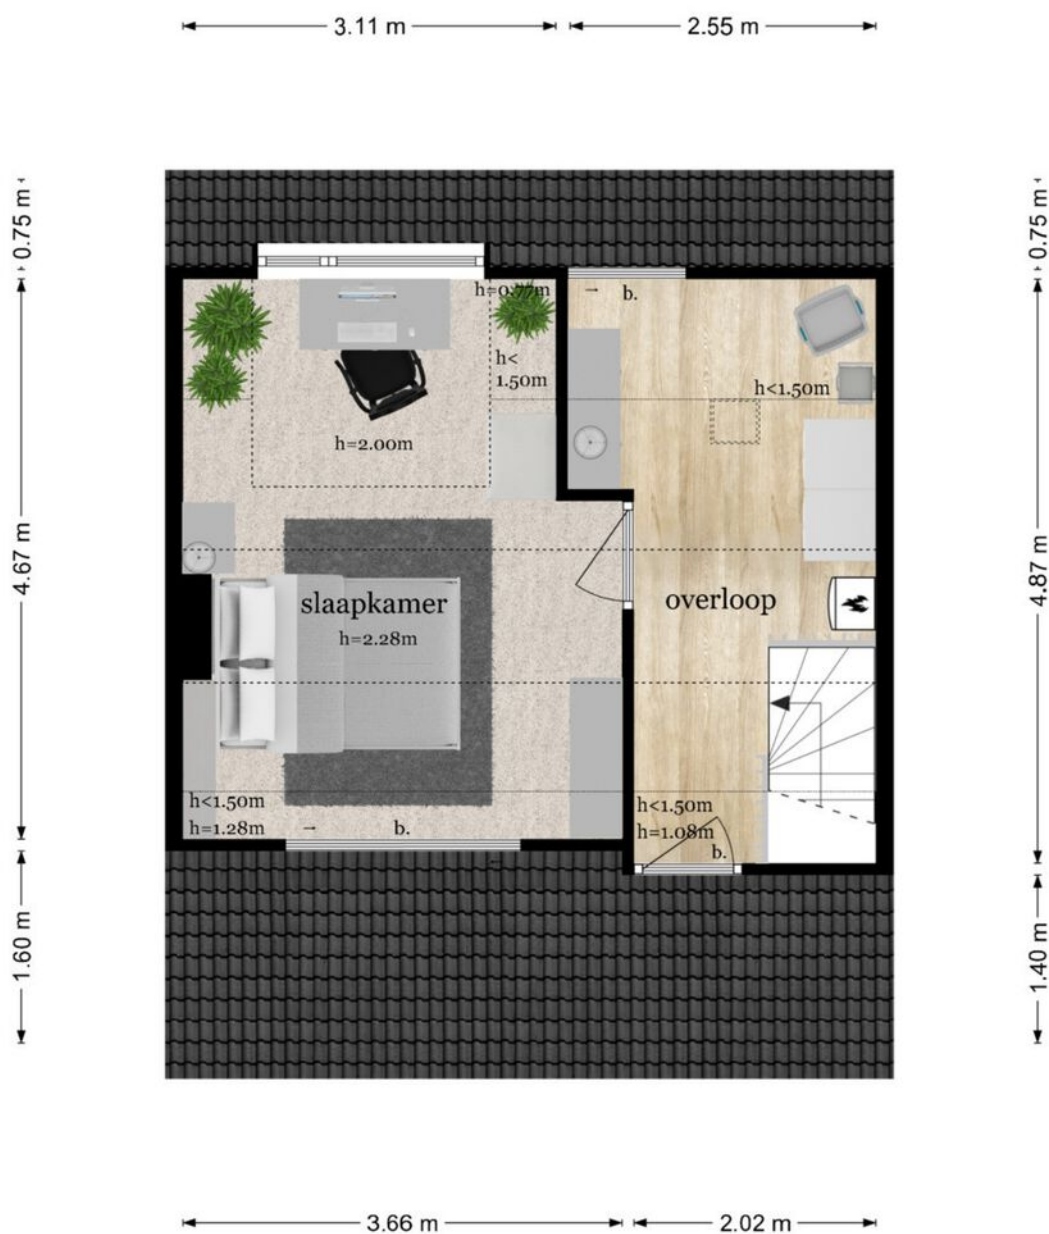 3.11 m
2.55 m
0.75 m
0.75 m
h=0.77m
b.
h<
1.50m
h<1.50m
h=2.00m
4.67 m
4.87 m
slaapkamer
h=2.28m
overloop
h<1.50m
h=1.28m
b.
h<1.50m
h=1.08m
b.
1.60 m
1.40 m
3.66 m
2.02 m